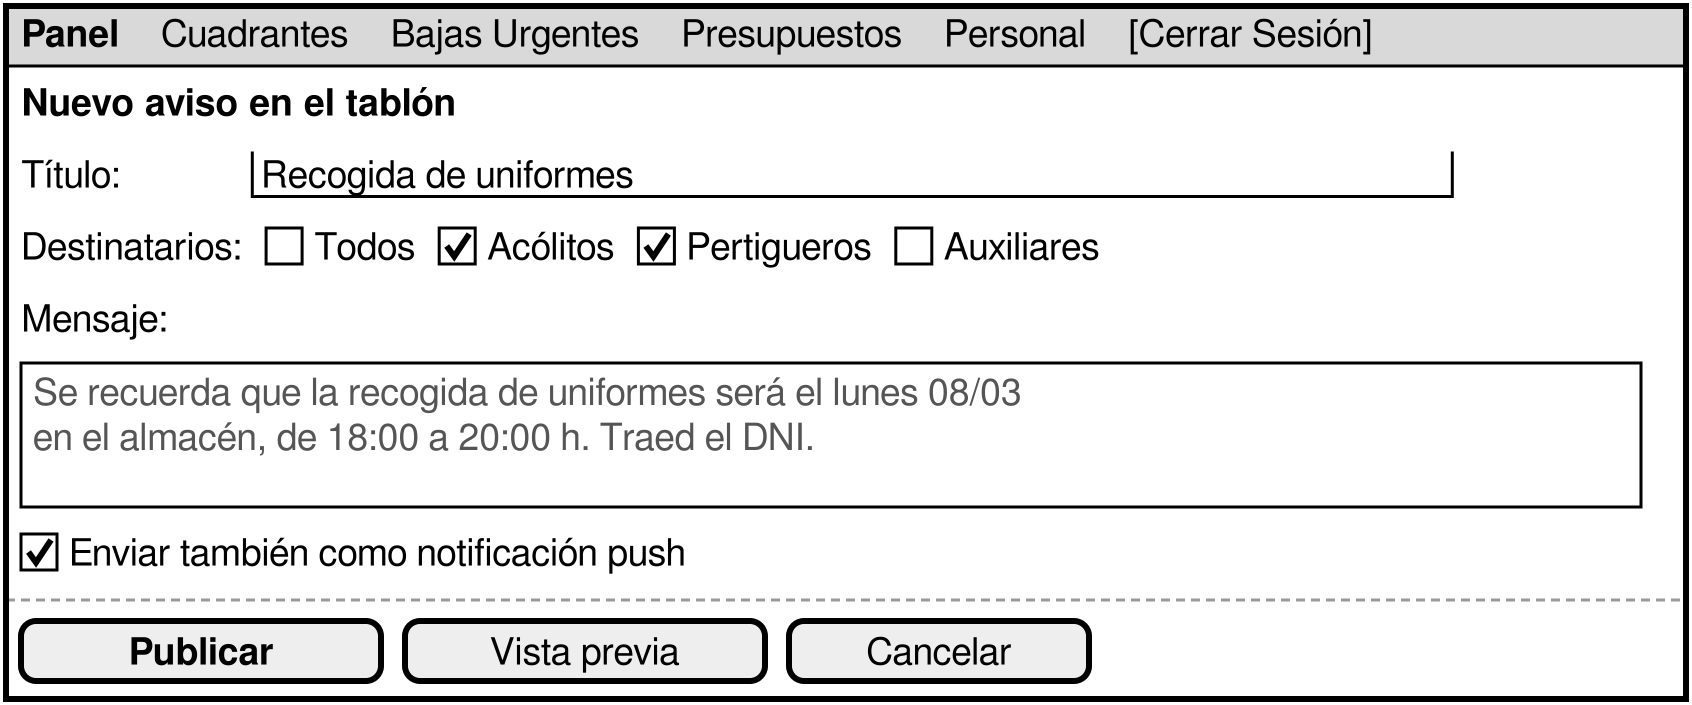 Panel Cuadrantes Bajas Urgentes Presupuestos Personal [Cerrar Sesión]
Nuevo aviso en el tablón
Título: Recogida de uniformes
Destinatarios: Todos Acólitos Pertigueros Auxiliares
Mensaje:
Se recuerda que la recogida de uniformes será el lunes 08/03
en el almacén, de 18:00 a 20:00 h. Traed el DNI.
Enviar también como notificación push
Publicar Vista previa Cancelar